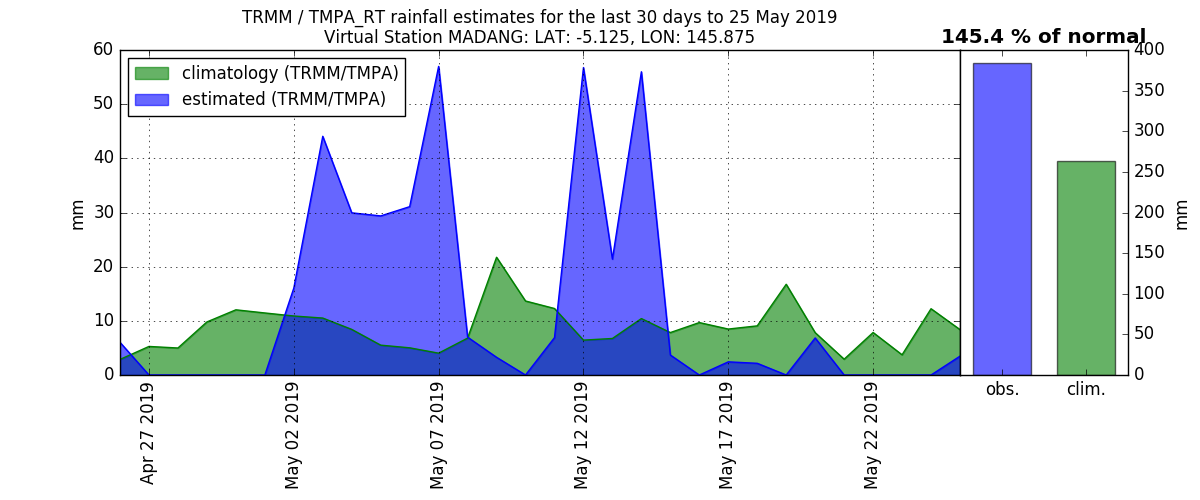 TRMM / TMPA_RT rainfall estimates for the last 30 days to 25 May 2019
Virtual Station MADANG: LAT: -5.125, LON: 145.875
145.4 % of normal
climatology (TRMM/TMPA)
estimated (TRMM/TMPA)
60
50
40
30
20
10
0
mm
Apr 27 2019
May 02 2019
May 07 2019
May 12 2019
May 17 2019
May 22 2019
400
350
300
250
200
150
100
50
0
mm
obs.
clim.